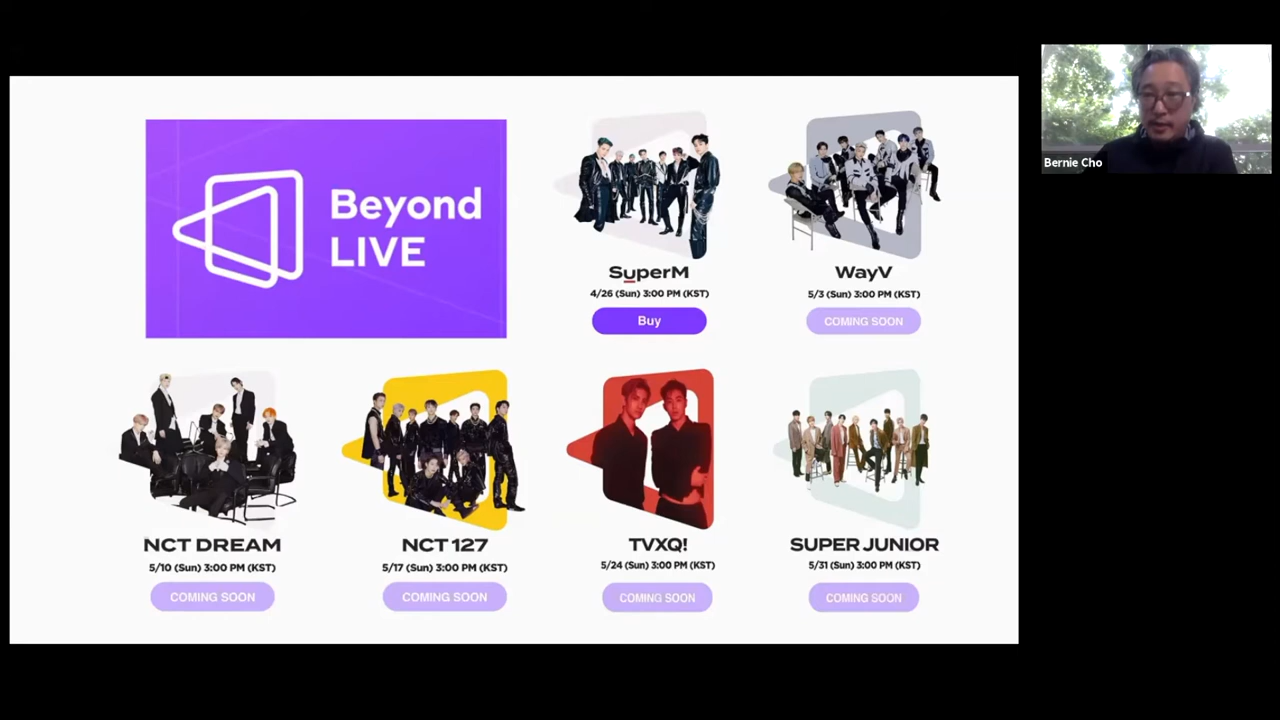 Beyond
LIVE
SuperM
4/26 (Sun) 3:00 PM (KST)
Buy
WayV
5/3 (Sun) 3:00 PM (KST)
COMING SOON
NCT DREAM
5/10 (Sun) 3:00 PM (KST)
COMING SOON
NCT 127
5/17 (Sun) 3:00 PM (KST)
COMING SOON
TVXQ!
5/24 (Sun) 3:00 PM (KST)
COMING SOON
SUPER JUNIOR
5/31 (Sun) 3:00 PM (KST)
COMING SOON
Bernie Cho